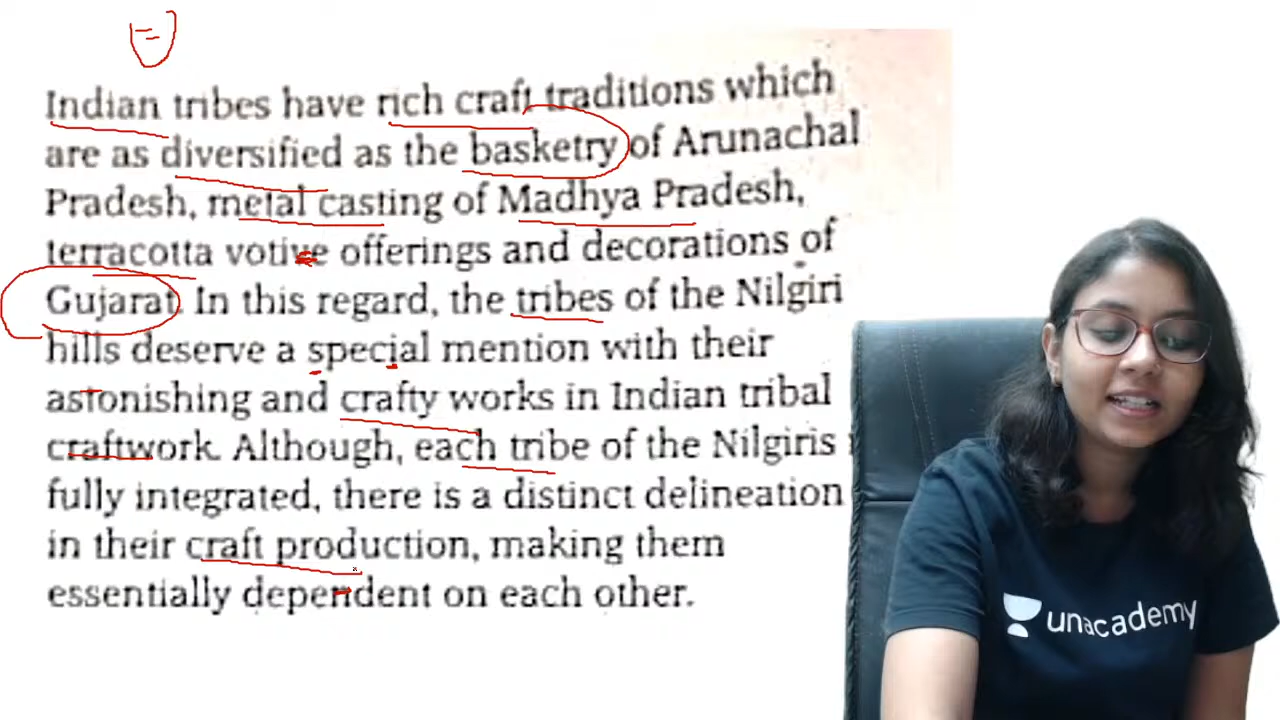 Indian tribes have rich craft traditions which
are as diversified as the basketry of Arunachal
Pradesh, metal casting of Madhya Pradesh,
terracotta votive offerings and decorations of
Gujarat. In this regard, the tribes of the Nilgiri
hills deserve a special mention with their
astonishing and crafty works in Indian tribal
craftwork. Although, each tribe of the Nilgiris
fully integrated, there is a distinct delineation
in their craft production, making them
essentially dependent on each other.
unacademy